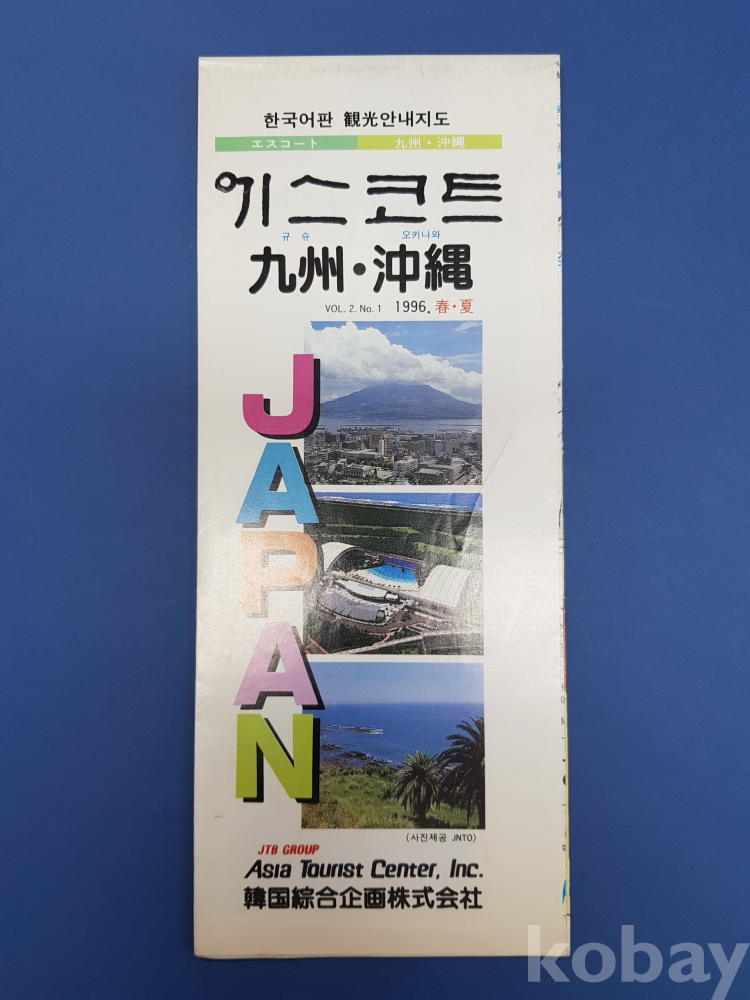 한국어판 観光안내지도
エスコート 九州・沖縄
에스코트
규슈 오키나와
九州・沖縄
VOL. 2. No. 1 1996. 春・夏
JAPAN
(사진제공 JNTO)
JTB GROUP
Asia Tourist Center, Inc.
韓国綜合企画株式会社
kobay